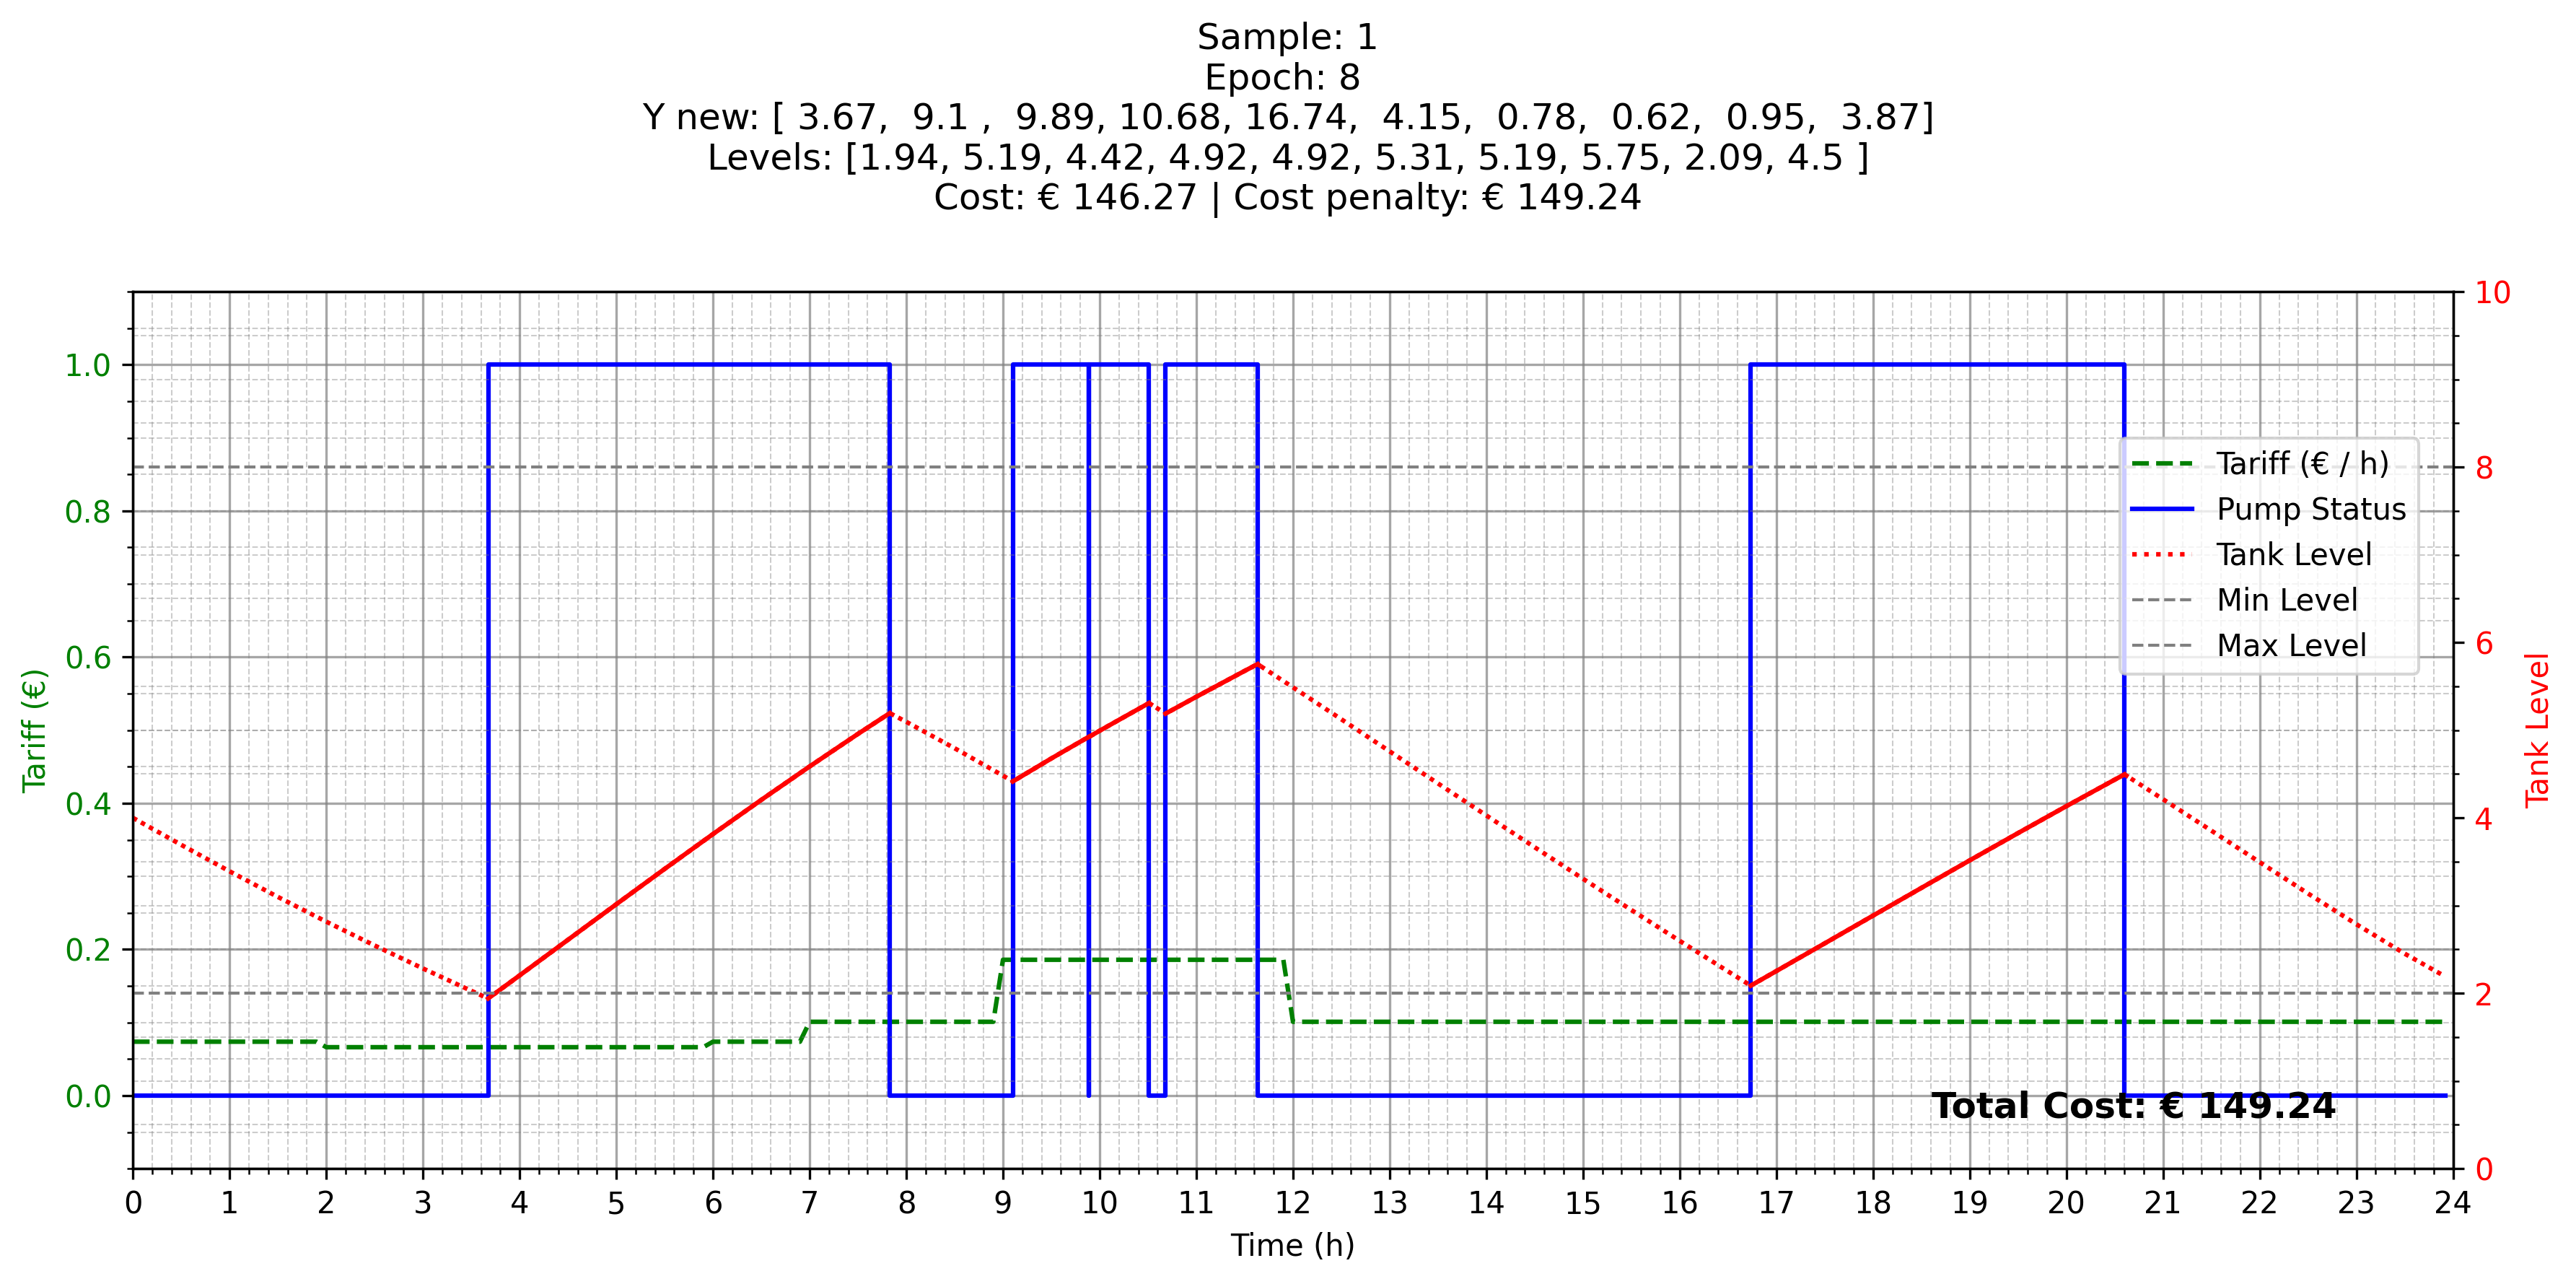 Sample: 1
Epoch: 8
Y new: [ 3.67,  9.1 ,  9.89, 10.68, 16.74,  4.15,  0.78,  0.62,  0.95,  3.87]
Levels: [1.94, 5.19, 4.42, 4.92, 4.92, 5.31, 5.19, 5.75, 2.09, 4.5 ]
Cost: € 146.27 | Cost penalty: € 149.24
1.0
0.8
0.6
0.4
0.2
0.0
Tariff (€)
10
8
6
4
2
0
Tank Level
Tariff (€ / h)
Pump Status
Tank Level
Min Level
Max Level
Total Cost: € 149.24
0 1 2 3 4 5 6 7 8 9 10 11 12 13 14 15 16 17 18 19 20 21 22 23 24
Time (h)